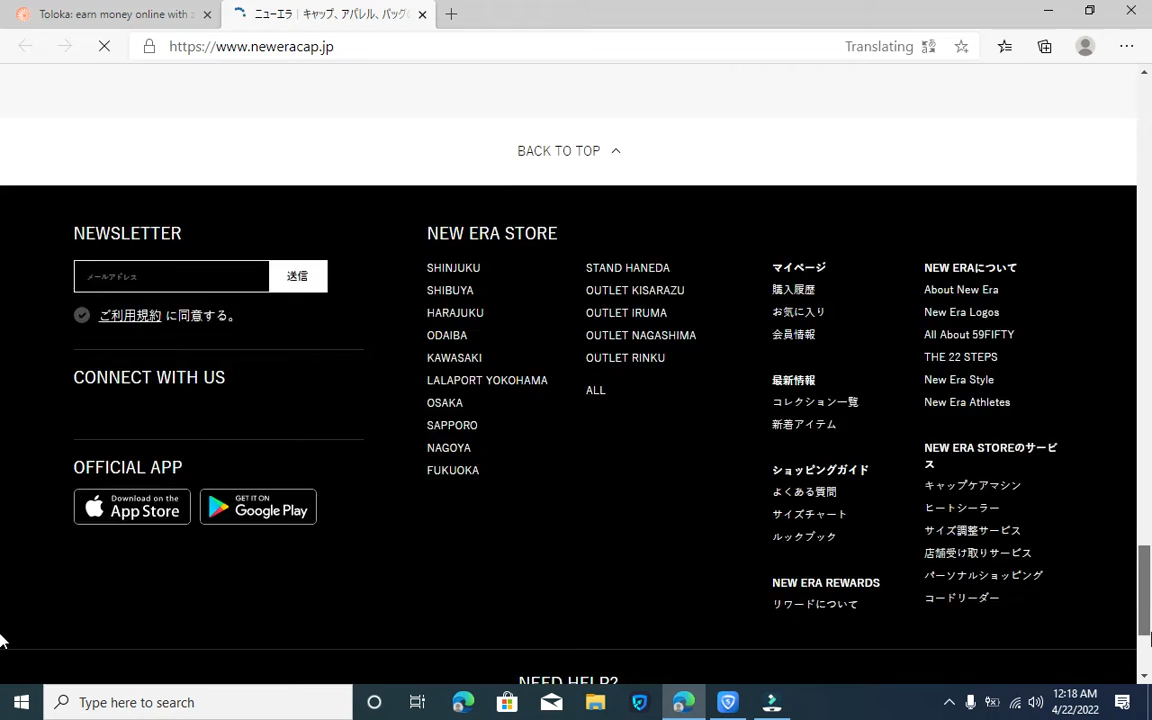 Toloka: earn money online with
ニューエラ | キャップ、アパレル、バッグ
https://www.neweracap.jp
Translating
BACK TO TOP
NEWSLETTER
メールアドレス
送信
ご利用規約 に同意する。
CONNECT WITH US
OFFICIAL APP
Download on the
App Store
GET IT ON
Google Play
NEW ERA STORE
SHINJUKU
SHIBUYA
HARAJUKU
ODAIBA
KAWASAKI
LALAPORT YOKOHAMA
OSAKA
SAPPORO
NAGOYA
FUKUOKA
STAND HANEDA
OUTLET KISARAZU
OUTLET IRUMA
OUTLET NAGASHIMA
OUTLET RINKU
ALL
マイページ
購入履歴
お気に入り
会員情報
最新情報
コレクション一覧
新着アイテム
ショッピングガイド
よくある質問
サイズチャート
ルックブック
NEW ERA REWARDS
リワードについて
NEW ERAについて
About New Era
New Era Logos
All About 59FIFTY
THE 22 STEPS
New Era Style
New Era Athletes
NEW ERA STOREのサービ
ス
キャップケアマシン
ヒートシーラー
サイズ調整サービス
店舗受け取りサービス
パーソナルショッピング
コードリーダー
NEED HELP?
Type here to search
12:18 AM
4/22/2022